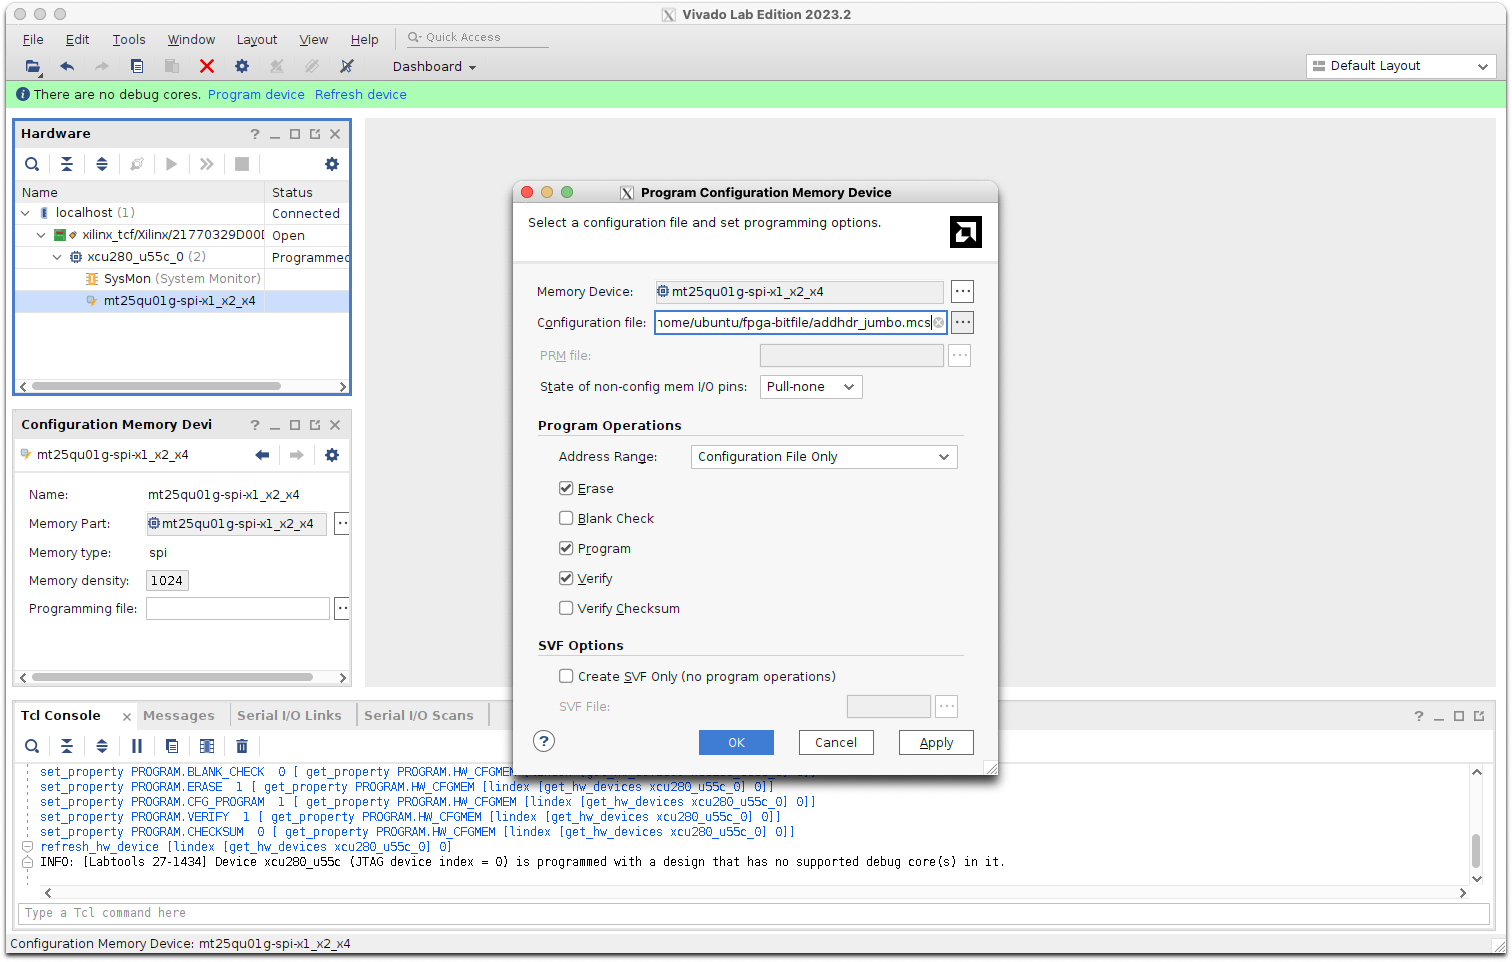 Vivado Lab Edition 2023.2
File Edit Tools Window Layout View Help Quick Access
Dashboard Default Layout
There are no debug cores. Program device Refresh device
Hardware
Name Status
localhost (1) Connected
xilinx_tcf/Xilinx/21770329D00D Open
xcu280_u55c_0 (2) Programmed
SysMon (System Monitor)
mt25qu01g-spi-x1_x2_x4
Configuration Memory Devi
mt25qu01g-spi-x1_x2_x4
Name: mt25qu01g-spi-x1_x2_x4
Memory Part: mt25qu01g-spi-x1_x2_x4
Memory type: spi
Memory density: 1024
Programming file:
Program Configuration Memory Device
Select a configuration file and set programming options.
Memory Device: mt25qu01g-spi-x1_x2_x4
Configuration file: home/ubuntu/fpga-bitfile/addhdr_jumbo.mcs
PRM file:
State of non-config mem I/O pins: Pull-none
Program Operations
Address Range: Configuration File Only
Erase
Blank Check
Program
Verify
Verify Checksum
SVF Options
Create SVF Only (no program operations)
SVF File:
? OK Cancel Apply
Tcl Console Messages Serial I/O Links Serial I/O Scans
set_property PROGRAM.BLANK_CHECK 0 [ get_property PROGRAM.HW_CFGMEM [lindex [get_hw_devices xcu280_u55c_0] 0]]
set_property PROGRAM.ERASE 1 [ get_property PROGRAM.HW_CFGMEM [lindex [get_hw_devices xcu280_u55c_0] 0]]
set_property PROGRAM.CFG_PROGRAM 1 [ get_property PROGRAM.HW_CFGMEM [lindex [get_hw_devices xcu280_u55c_0] 0]]
set_property PROGRAM.VERIFY 1 [ get_property PROGRAM.HW_CFGMEM [lindex [get_hw_devices xcu280_u55c_0] 0]]
set_property PROGRAM.CHECKSUM 0 [ get_property PROGRAM.HW_CFGMEM [lindex [get_hw_devices xcu280_u55c_0] 0]]
refresh_hw_device [lindex [get_hw_devices xcu280_u55c_0] 0]
INFO: [Labtools 27-1434] Device xcu280_u55c (JTAG device index = 0) is programmed with a design that has no supported debug core(s) in it.
Type a Tcl command here
Configuration Memory Device: mt25qu01g-spi-x1_x2_x4